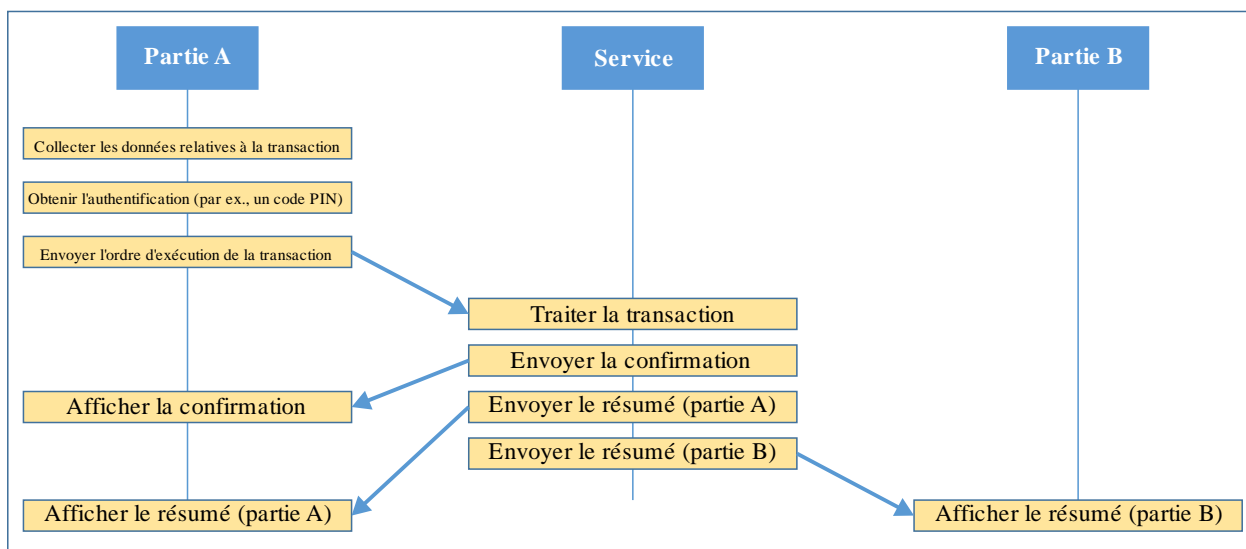 Partie A
Service
Partie B
Collecter les données relatives à la transaction
Obtenir l'authentification (par ex., un code PIN)
Envoyer l'ordre d'exécution de la transaction
Traiter la transaction
Envoyer la confirmation
Afficher la confirmation
Envoyer le résumé (partie A)
Envoyer le résumé (partie B)
Afficher le résumé (partie A)
Afficher le résumé (partie B)